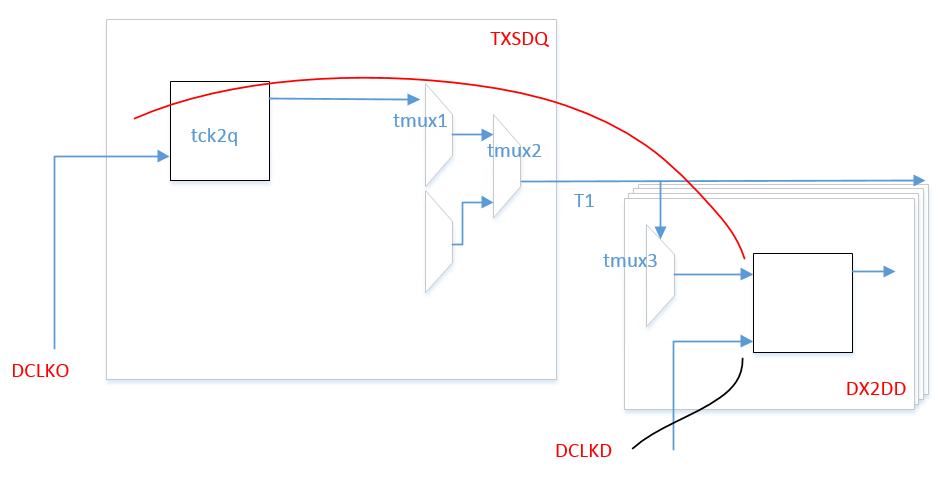 TXSDQ
tck2q
tmux1
tmux2
T1
tmux3
DCLKO
DX2DD
DCLKD